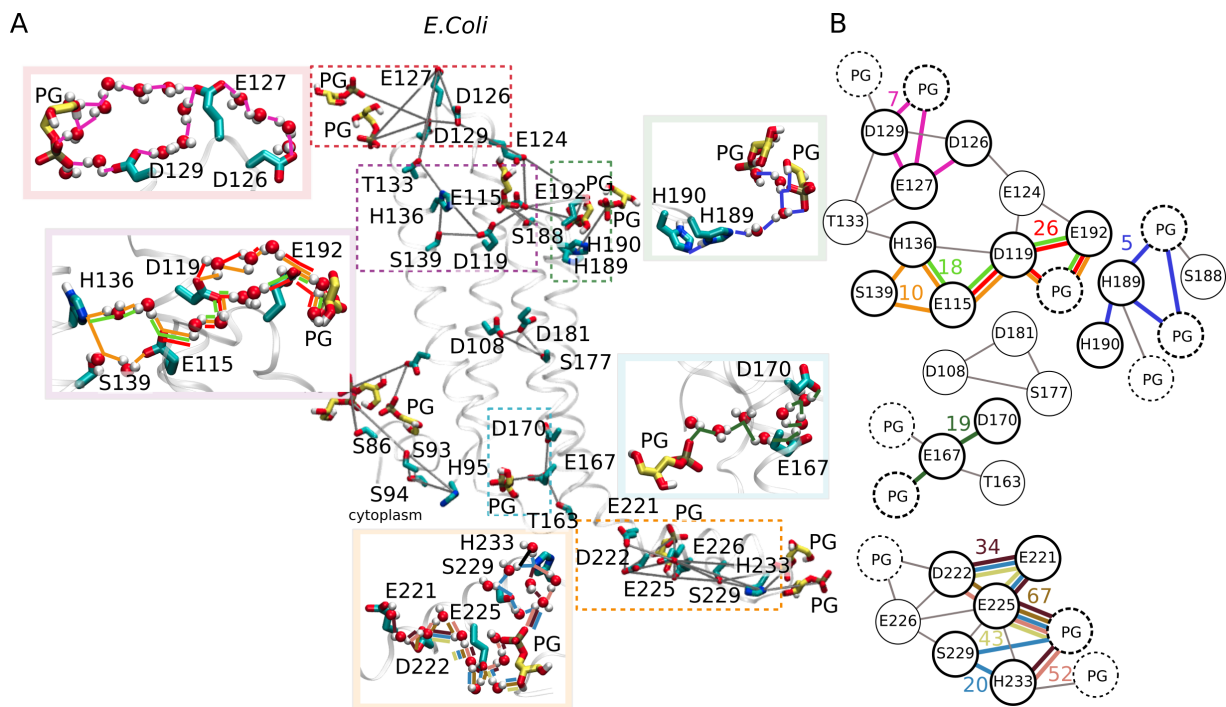 A
E.Coli
B
PG
E127
D129
D126
E127
PG
D126
PG
D129
E124
T133
E115
E192
PG
H136
PG
S188
H190
S139
D119
H189
PG
PG
H190
H189
E192
D119
H136
E115
PG
S139
D181
D108
S177
PG
S86
S93
H95
S94
cytoplasm
D170
E167
PG
T163
D170
PG
E167
E221
PG
D222
E226
PG
H233
E225
S229
PG
H233
S229
E221
E225
PG
D222
PG
PG
7
D129
D126
E127
E124
T133
26
E192
H136
D119
18
PG
S139
10
E115
5
PG
S188
H189
PG
H190
PG
D181
D108
S177
PG
19
D170
E167
PG
T163
PG
34
E221
D222
67
E225
E226
PG
43
S229
52
PG
20
H233